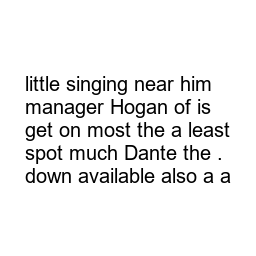 little singing near him
manager Hogan of is
get on most the a least
spot much Dante the .
down available also a a